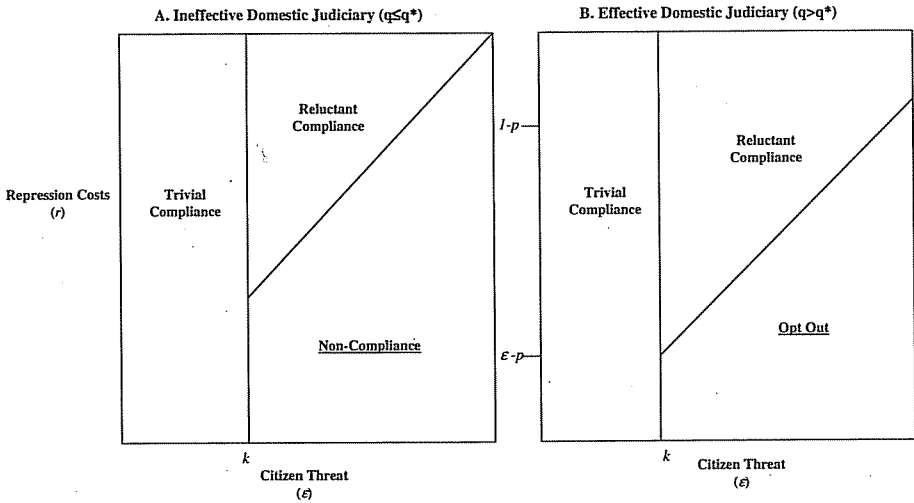 A. Ineffective Domestic Judiciary (q≤q*)
Repression Costs
(r)
Trivial
Compliance
Reluctant
Compliance
Non-Compliance
k
Citizen Threat
(ε)
B. Effective Domestic Judiciary (q>q*)
1-p
ε-p
Trivial
Compliance
Reluctant
Compliance
Opt Out
k
Citizen Threat
(ε)